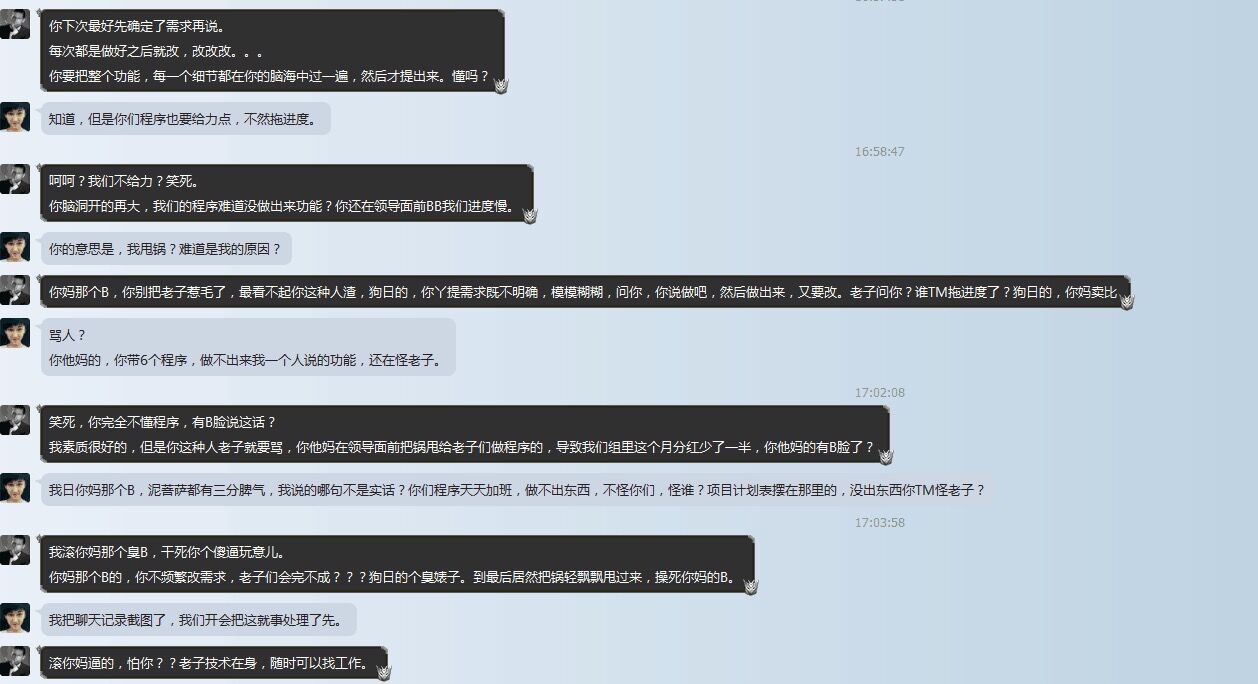 你下次最好先确定了需求再说。
每次都是做好之后就改，改改改。。。
你要把整个功能，每一个细节都在你的脑海中过一遍，然后才提出来。懂吗？
知道，但是你们程序也要给力点，不然拖进度。
16:58:47
呵呵？我们不给力？笑死。
你脑洞开的再大，我们的程序难道没做出来功能？你还在领导面前BB我们进度慢。
你的意思是，我甩锅？难道是我的原因？
你妈那个B，你别把老子惹毛了，最看不起你这种人渣，狗日的，你丫提需求既不明确，模模糊糊，问你，你说做吧，然后做出来，又要改。老子问你？谁TM拖进度了？狗日的，你妈卖比
骂人？
你他妈的，你带6个程序，做不出来我一个人说的功能，还在怪老子。
17:02:08
笑死，你完全不懂程序，有B脸说这话？
我素质很好的，但是你这种人老子就要骂，你他妈在领导面前把锅甩给老子们做程序的，导致我们组里这个月分红少了一半，你他妈的有B脸了？
我日你妈那个B，泥菩萨都有三分脾气，我说的哪句不是实话？你们程序天天加班，做不出东西，不怪你们，怪谁？项目计划表摆在那里的，没出东西你TM怪老子？
17:03:58
我滚你妈那个臭B，干死你个傻逼玩意儿。
你妈那个B的，你不频繁改需求，老子们会完不成？？？狗日的个臭婊子。到最后居然把锅轻飘飘甩过来，操死你妈的B。
我把聊天记录截图了，我们开会把这就事处理了先。
滚你妈逼的，怕你？？老子技术在身，随时可以找工作。